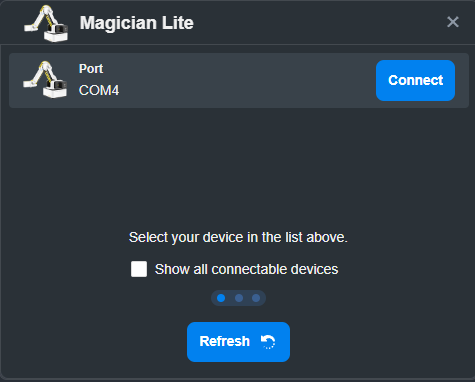 Magician Lite
Port
COM4
Connect
Select your device in the list above.
Show all connectable devices
Refresh